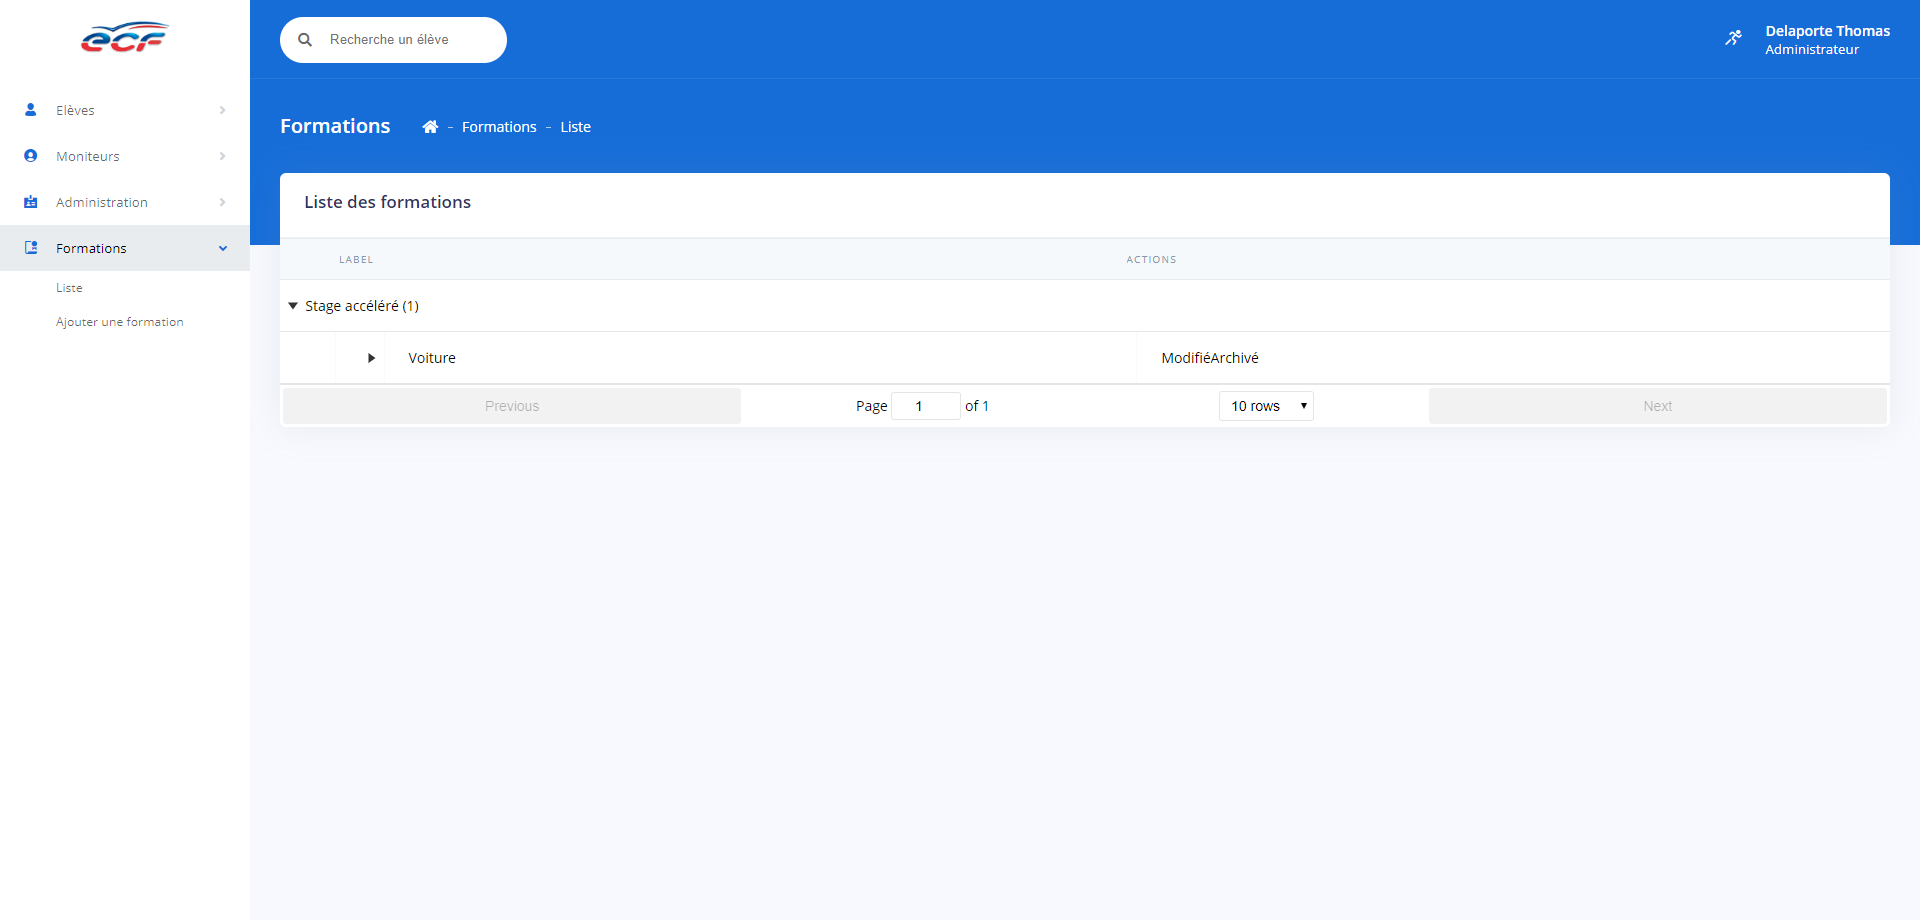 ecf
Recherche un élève
Delaporte Thomas
Administrateur
Elèves
Moniteurs
Administration
Formations
Liste
Ajouter une formation
Formations - Formations - Liste
Liste des formations
LABEL ACTIONS
Stage accéléré (1)
Voiture ModifiéArchivé
Previous Page 1 of 1 10 rows Next